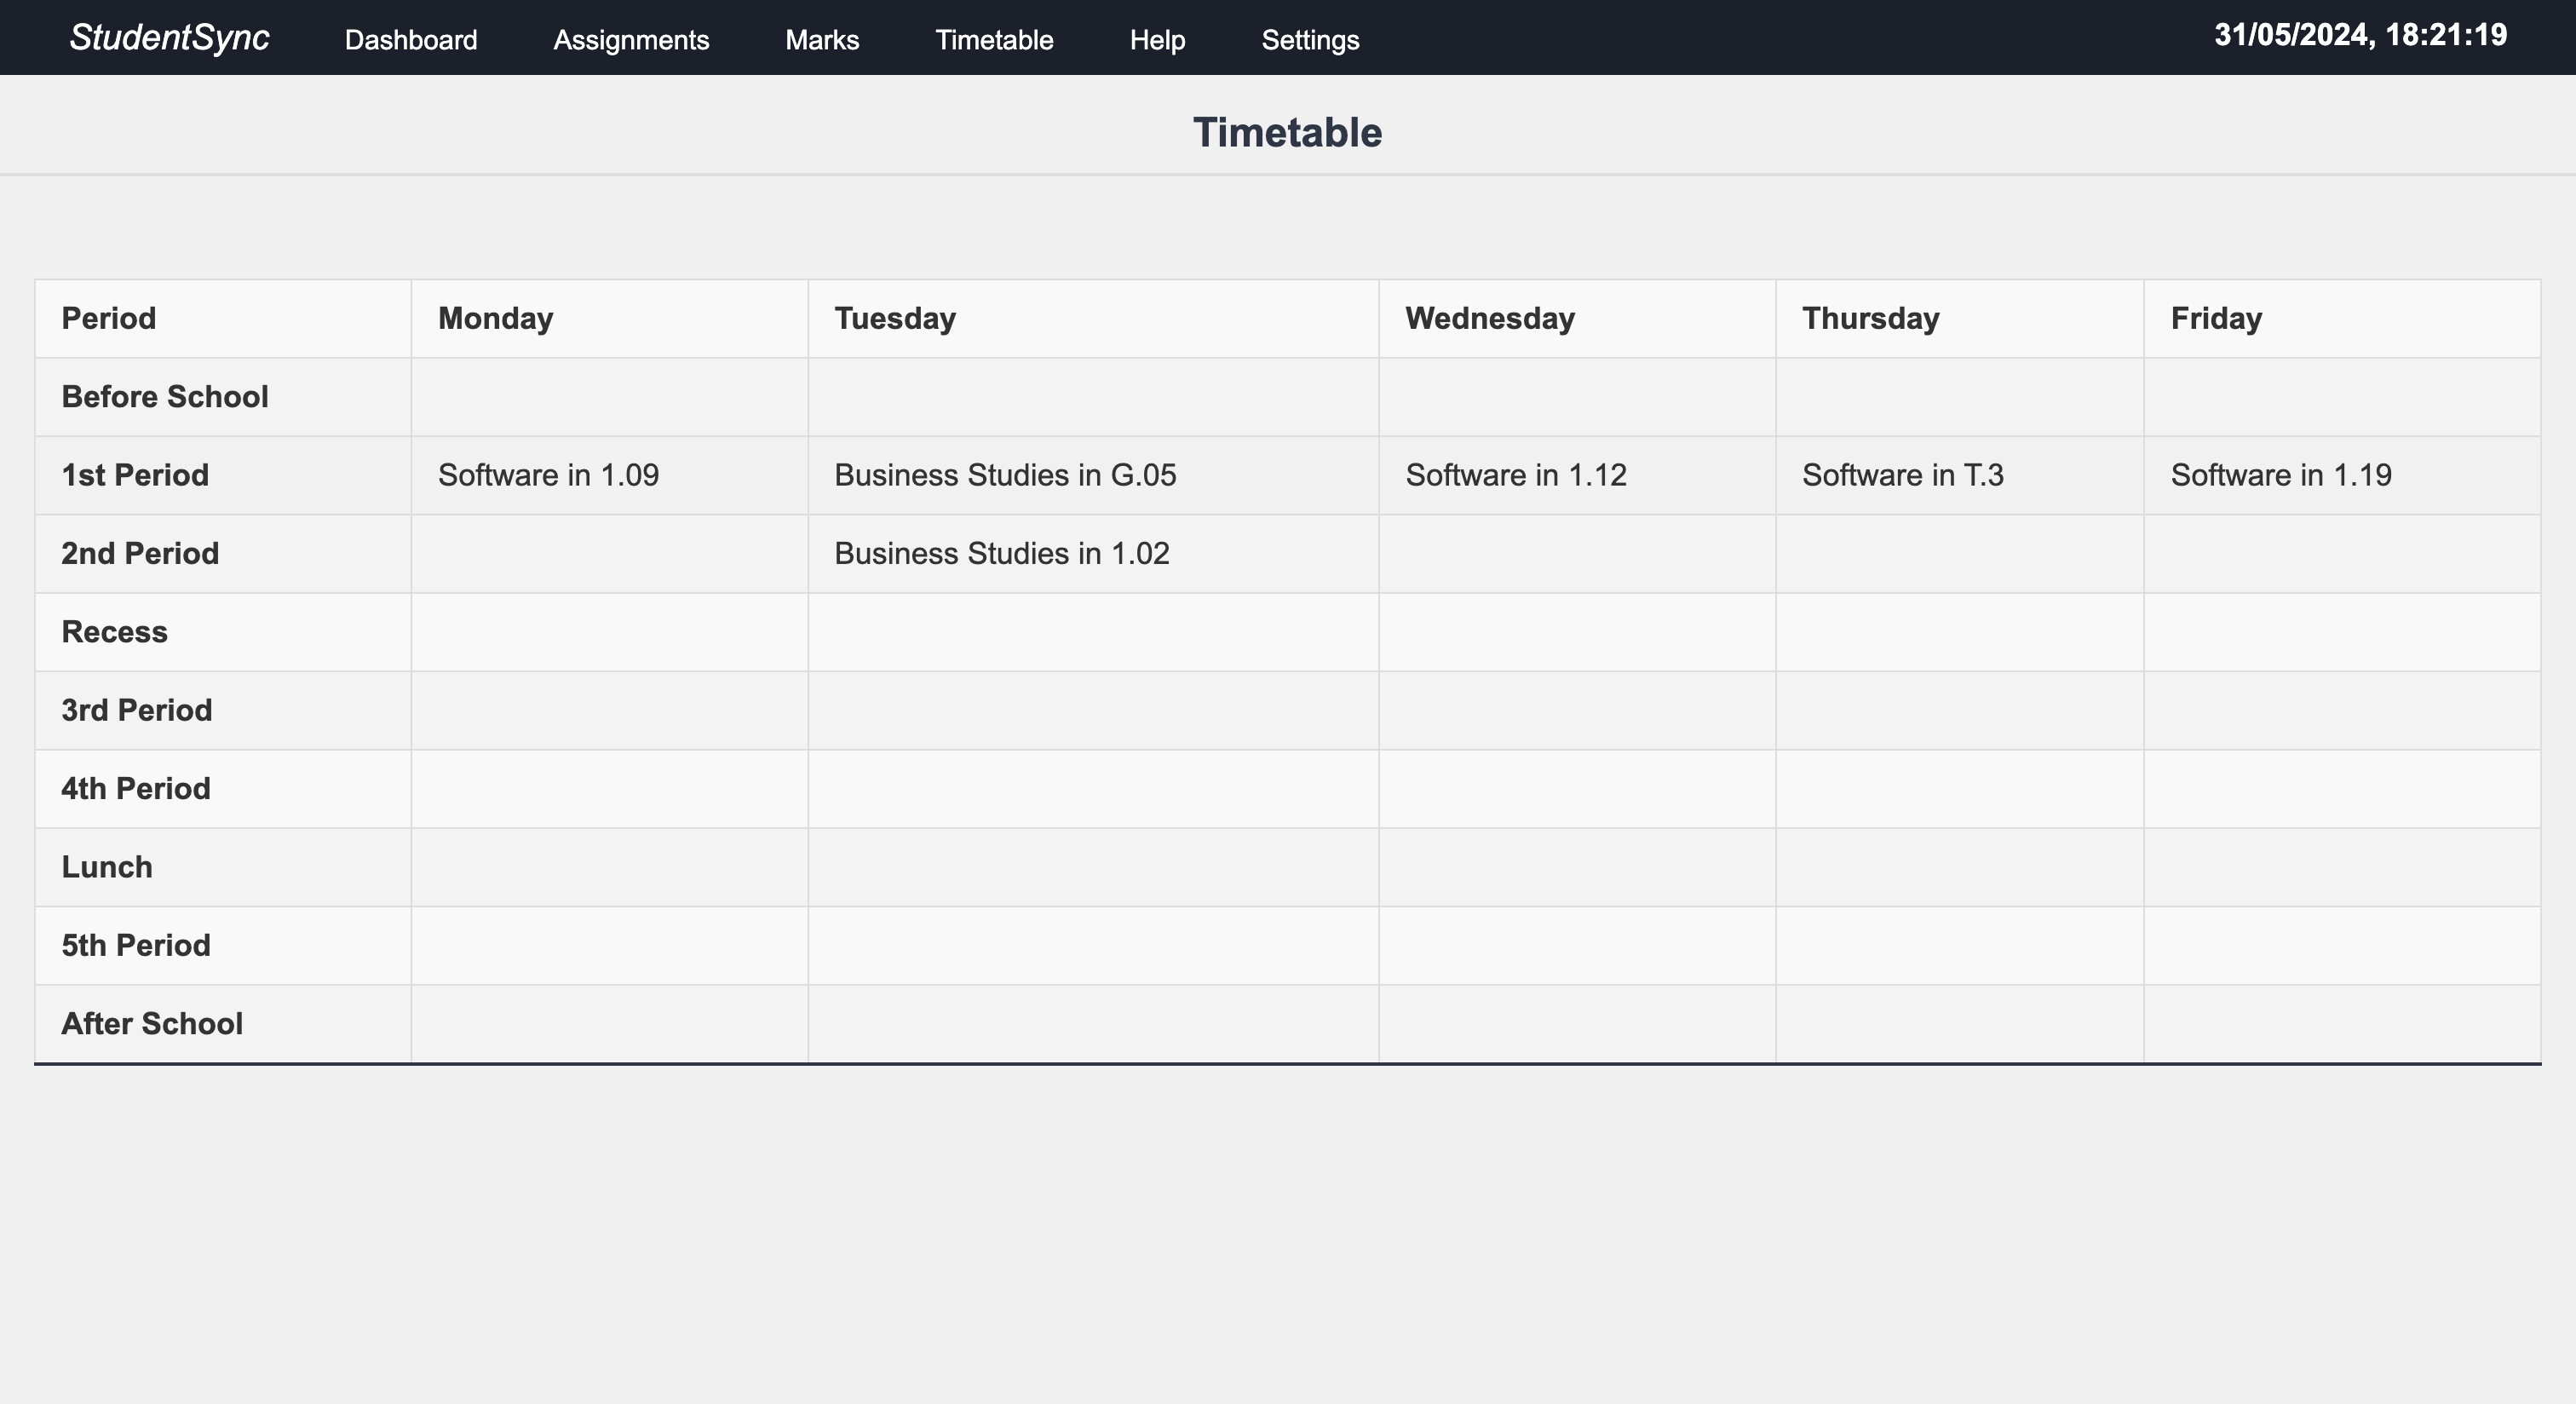 StudentSync Dashboard Assignments Marks Timetable Help Settings 31/05/2024, 18:21:19
Timetable
Period Monday Tuesday Wednesday Thursday Friday
Before School
1st Period Software in 1.09 Business Studies in G.05 Software in 1.12 Software in T.3 Software in 1.19
2nd Period Business Studies in 1.02
Recess
3rd Period
4th Period
Lunch
5th Period
After School